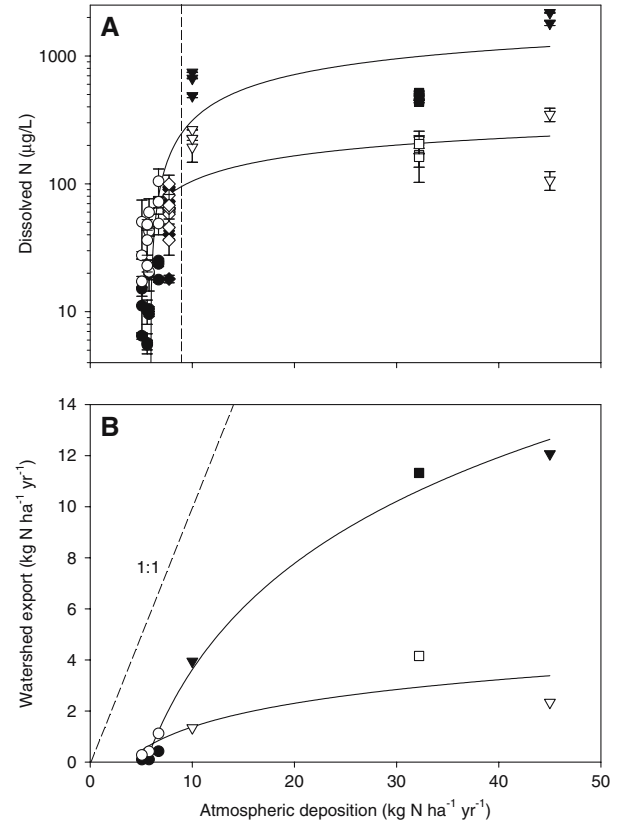 A
1000
100
10
Dissolved N (µg/L)
B
14
12
10
8
6
4
2
0
1:1
Watershed export (kg N ha⁻¹ yr⁻¹)
0 10 20 30 40 50
Atmospheric deposition (kg N ha⁻¹ yr⁻¹)